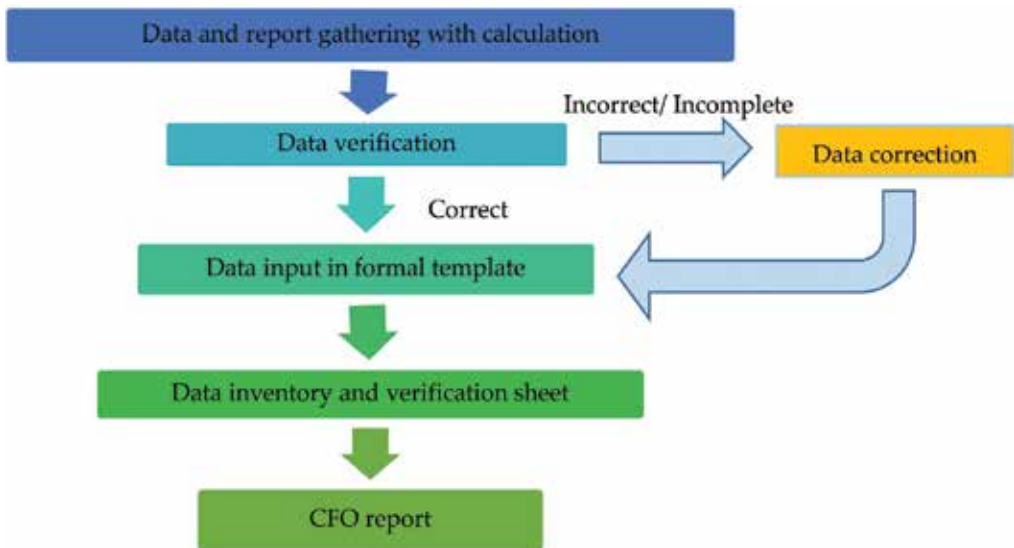 Data and report gathering with calculation
Incorrect/ Incomplete
Data verification
Data correction
Correct
Data input in formal template
Data inventory and verification sheet
CFO report